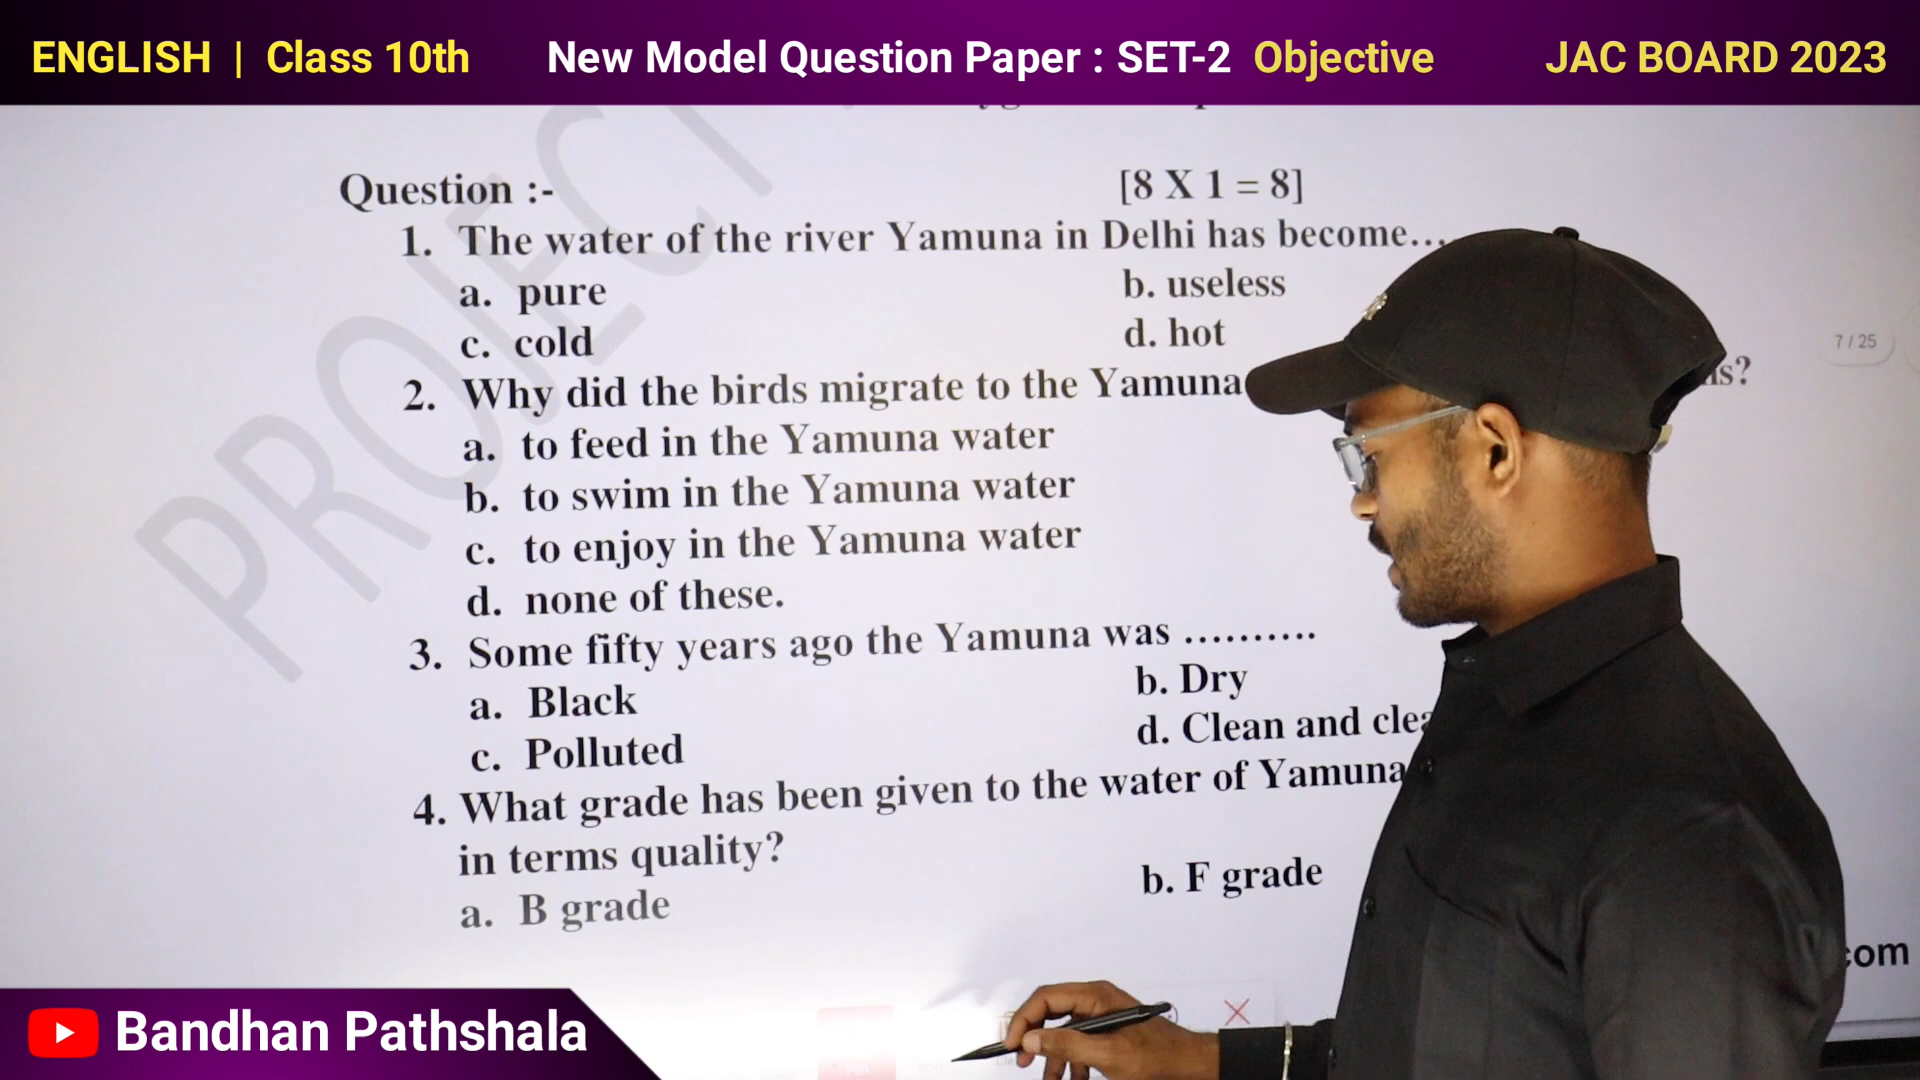 ENGLISH | Class 10th New Model Question Paper : SET-2 Objective JAC BOARD 2023
PROJECT
Question :- [8 X 1 = 8]
1. The water of the river Yamuna in Delhi has become...
a. pure b. useless
c. cold d. hot
7 / 25
2. Why did the birds migrate to the Yamuna
a. to feed in the Yamuna water
b. to swim in the Yamuna water
c. to enjoy in the Yamuna water
d. none of these.
3. Some fifty years ago the Yamuna was ..........
a. Black b. Dry
c. Polluted d. Clean and
4. What grade has been given to the water of Yamuna
in terms quality?
a. B grade b. F grade
com
Bandhan Pathshala